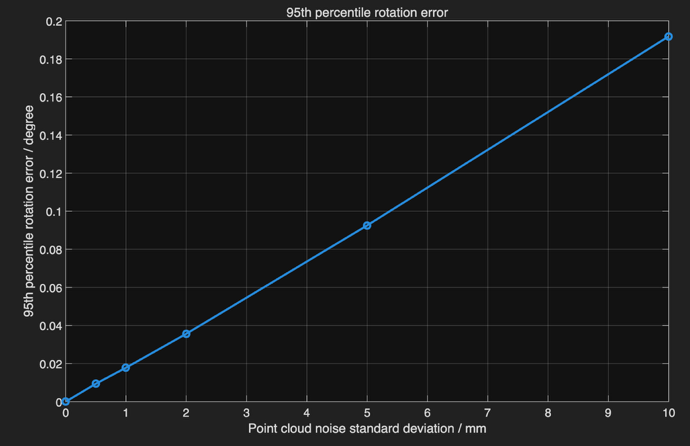 95th percentile rotation error
95th percentile rotation error / degree
0.2
0.18
0.16
0.14
0.12
0.1
0.08
0.06
0.04
0.02
0
0 1 2 3 4 5 6 7 8 9 10
Point cloud noise standard deviation / mm